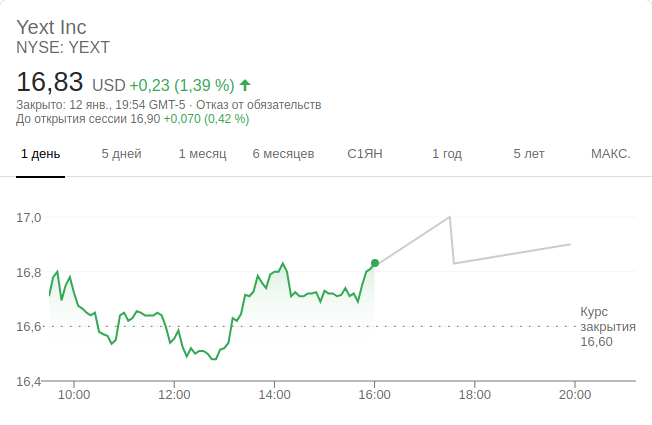 Yext Inc
NYSE: YEXT
16,83 USD +0,23 (1,39 %)
Закрыто: 12 янв., 19:54 GMT-5 · Отказ от обязательств
До открытия сессии 16,90 +0,070 (0,42 %)
1 день 5 дней 1 месяц 6 месяцев С1ЯН 1 год 5 лет МАКС.
17,0
16,8
16,6
16,4
Курс
закрытия
16,60
10:00 12:00 14:00 16:00 18:00 20:00